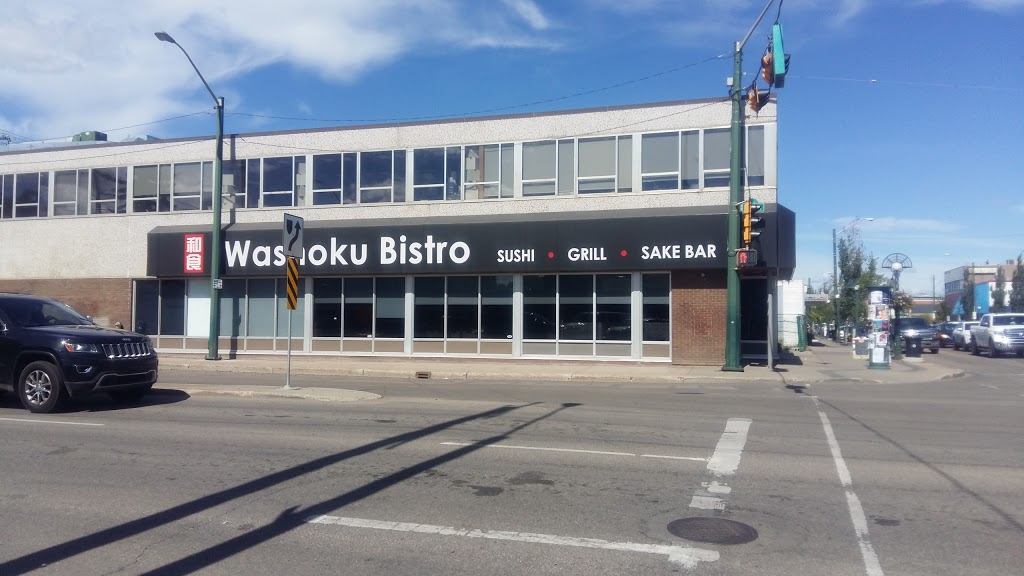 和食
Washoku Bistro
SUSHI • GRILL • SAKE BAR